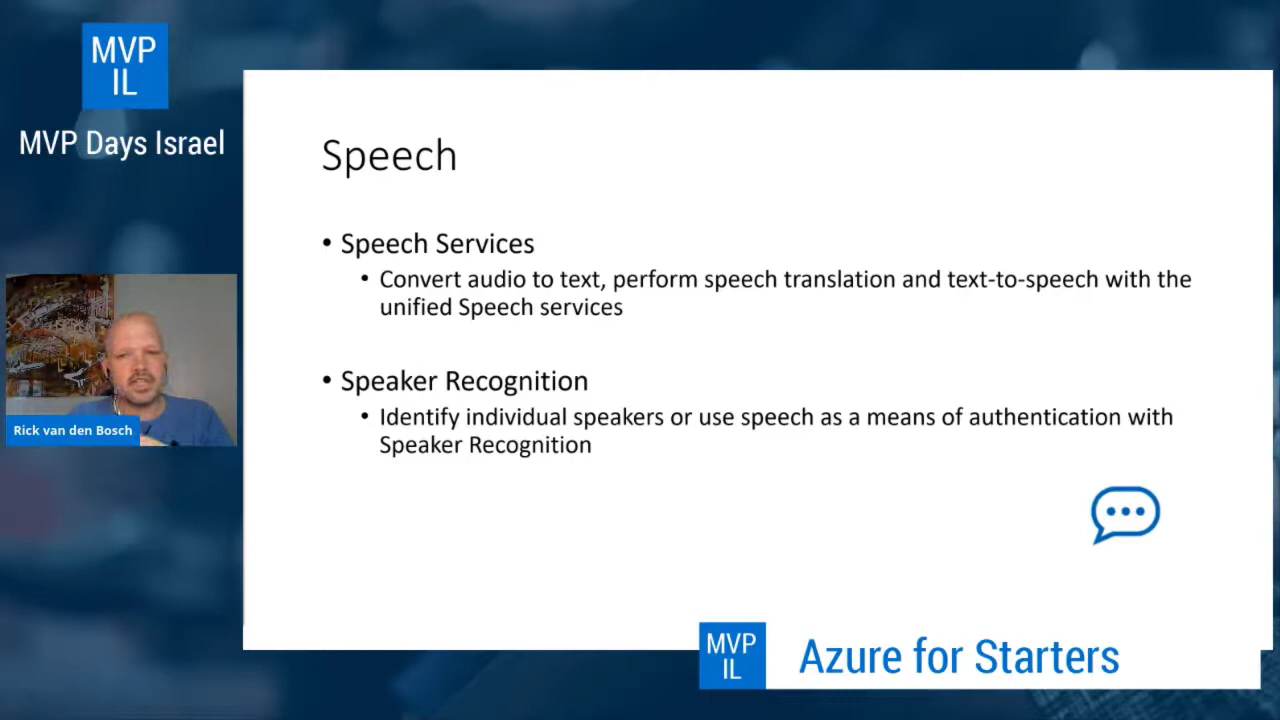 MVP
IL
MVP Days Israel
Speech
• Speech Services
• Convert audio to text, perform speech translation and text-to-speech with the
unified Speech services
• Speaker Recognition
• Identify individual speakers or use speech as a means of authentication with
Speaker Recognition
Rick van den Bosch
MVP
IL
Azure for Starters